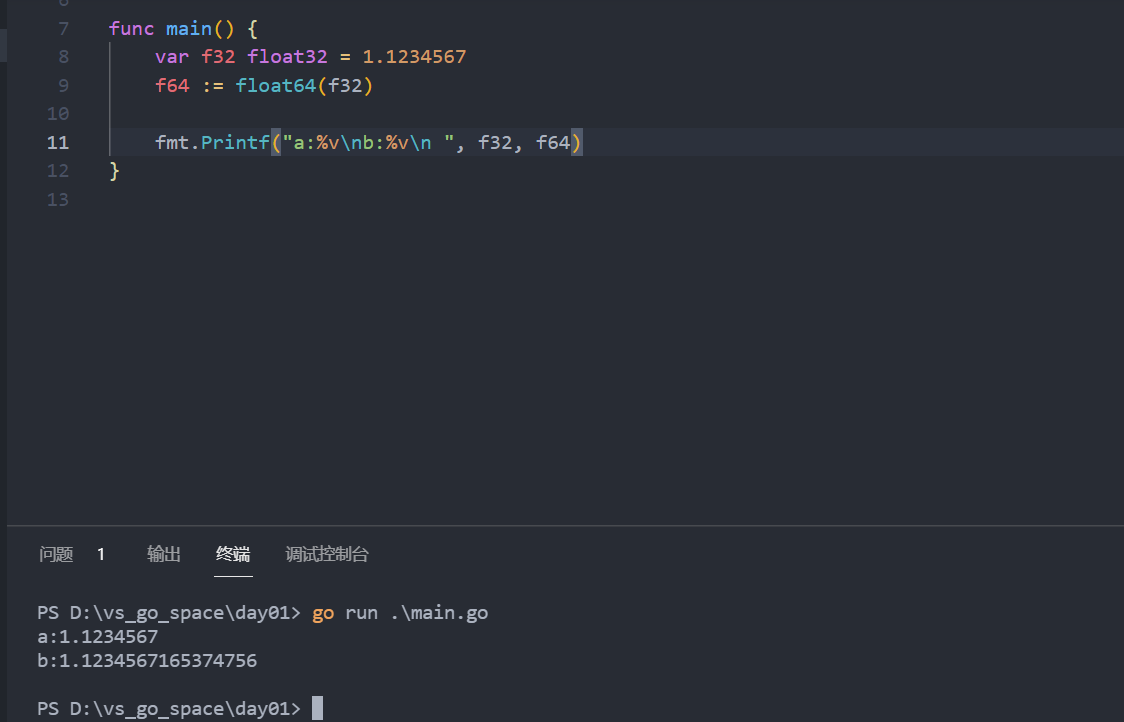 7 func main() {
8     var f32 float32 = 1.1234567
9     f64 := float64(f32)
10
11     fmt.Printf("a:%v\nb:%v\n ", f32, f64)
12 }
13
问题 1 输出 终端 调试控制台
PS D:\vs_go_space\day01> go run .\main.go
a:1.1234567
b:1.1234567165374756
PS D:\vs_go_space\day01>